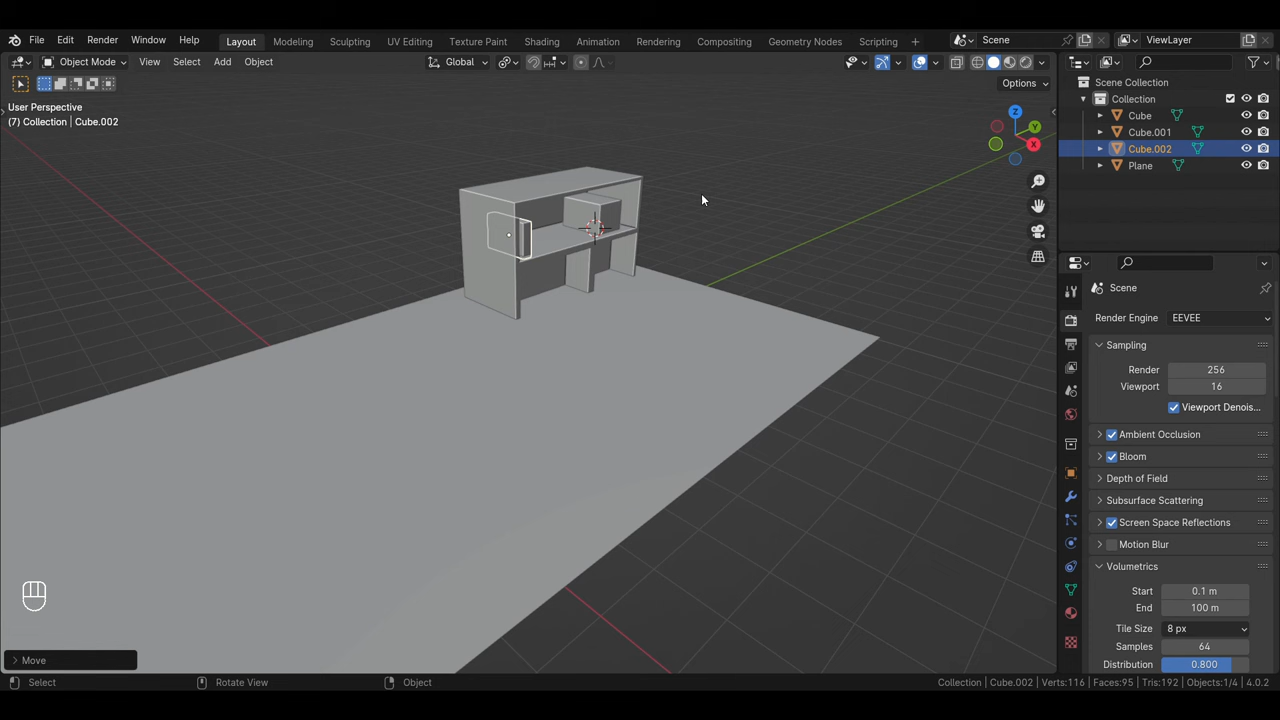 File Edit Render Window Help Layout Modeling Sculpting UV Editing Texture Paint Shading Animation Rendering Compositing Geometry Nodes Scripting + Scene ViewLayer
Object Mode View Select Add Object Global
Options
User Perspective
(7) Collection | Cube.002
Z
Y
X
Scene Collection
Collection
Cube
Cube.001
Cube.002
Plane
Scene
Render Engine EEVEE
Sampling
Render 256
Viewport 16
Viewport Denois...
Ambient Occlusion
Bloom
Depth of Field
Subsurface Scattering
Screen Space Reflections
Motion Blur
Volumetrics
Start 0.1 m
End 100 m
Tile Size 8 px
Samples 64
Distribution 0.800
Move
Select Rotate View Object Collection | Cube.002 | Verts:116 | Faces:95 | Tris:192 | Objects:1/4 | 4.0.2